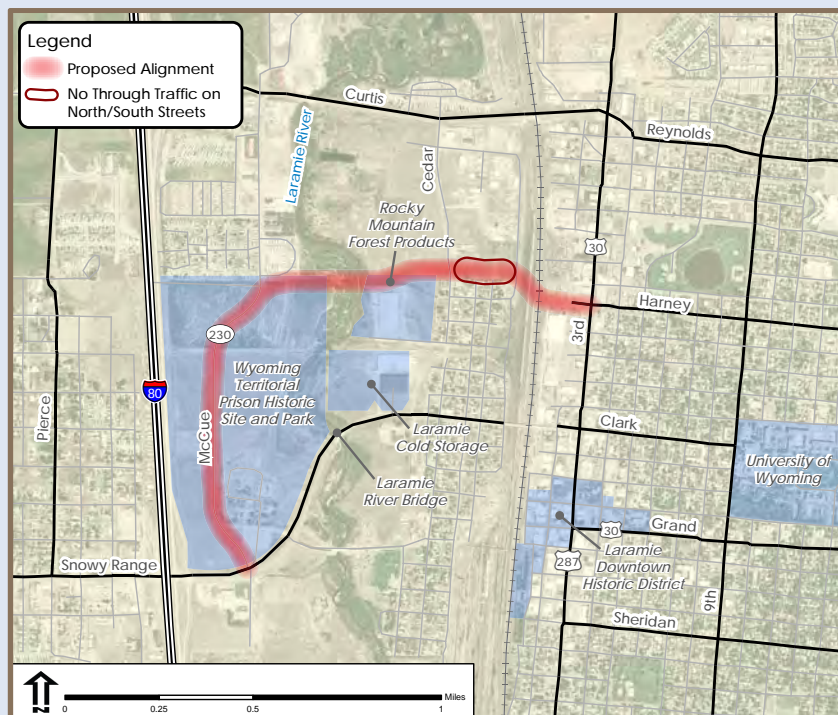 Legend
Proposed Alignment
No Through Traffic on
North/South Streets
Curtis
Reynolds
Laramie River
Cedar
Rocky
Mountain
Forest Products
30
Harney
3rd
230
80
Wyoming
Territorial
Prison Historic
Site and Park
Pierce
McCue
Clark
Laramie
Cold Storage
University of
Wyoming
Laramie
River Bridge
Grand
30
Laramie
Downtown
Historic District
287
Snowy Range
9th
Sheridan
N
Miles
0
0.25
0.5
1